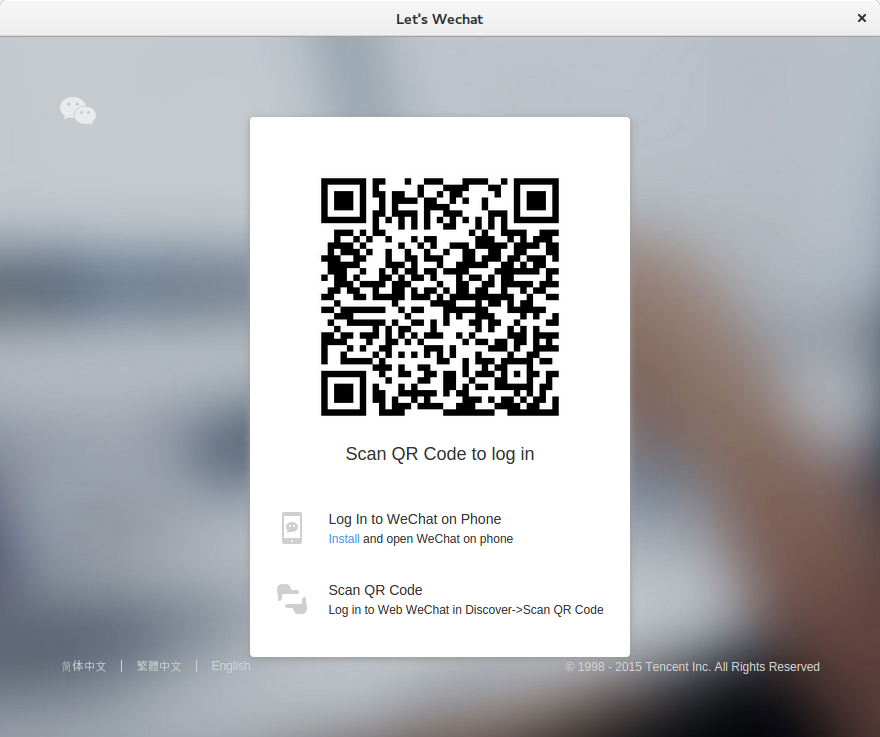 Let's Wechat
Scan QR Code to log in
Log In to WeChat on Phone
Install and open WeChat on phone
Scan QR Code
Log in to Web WeChat in Discover->Scan QR Code
简体中文 | 繁體中文 | English
© 1998 - 2015 Tencent Inc. All Rights Reserved